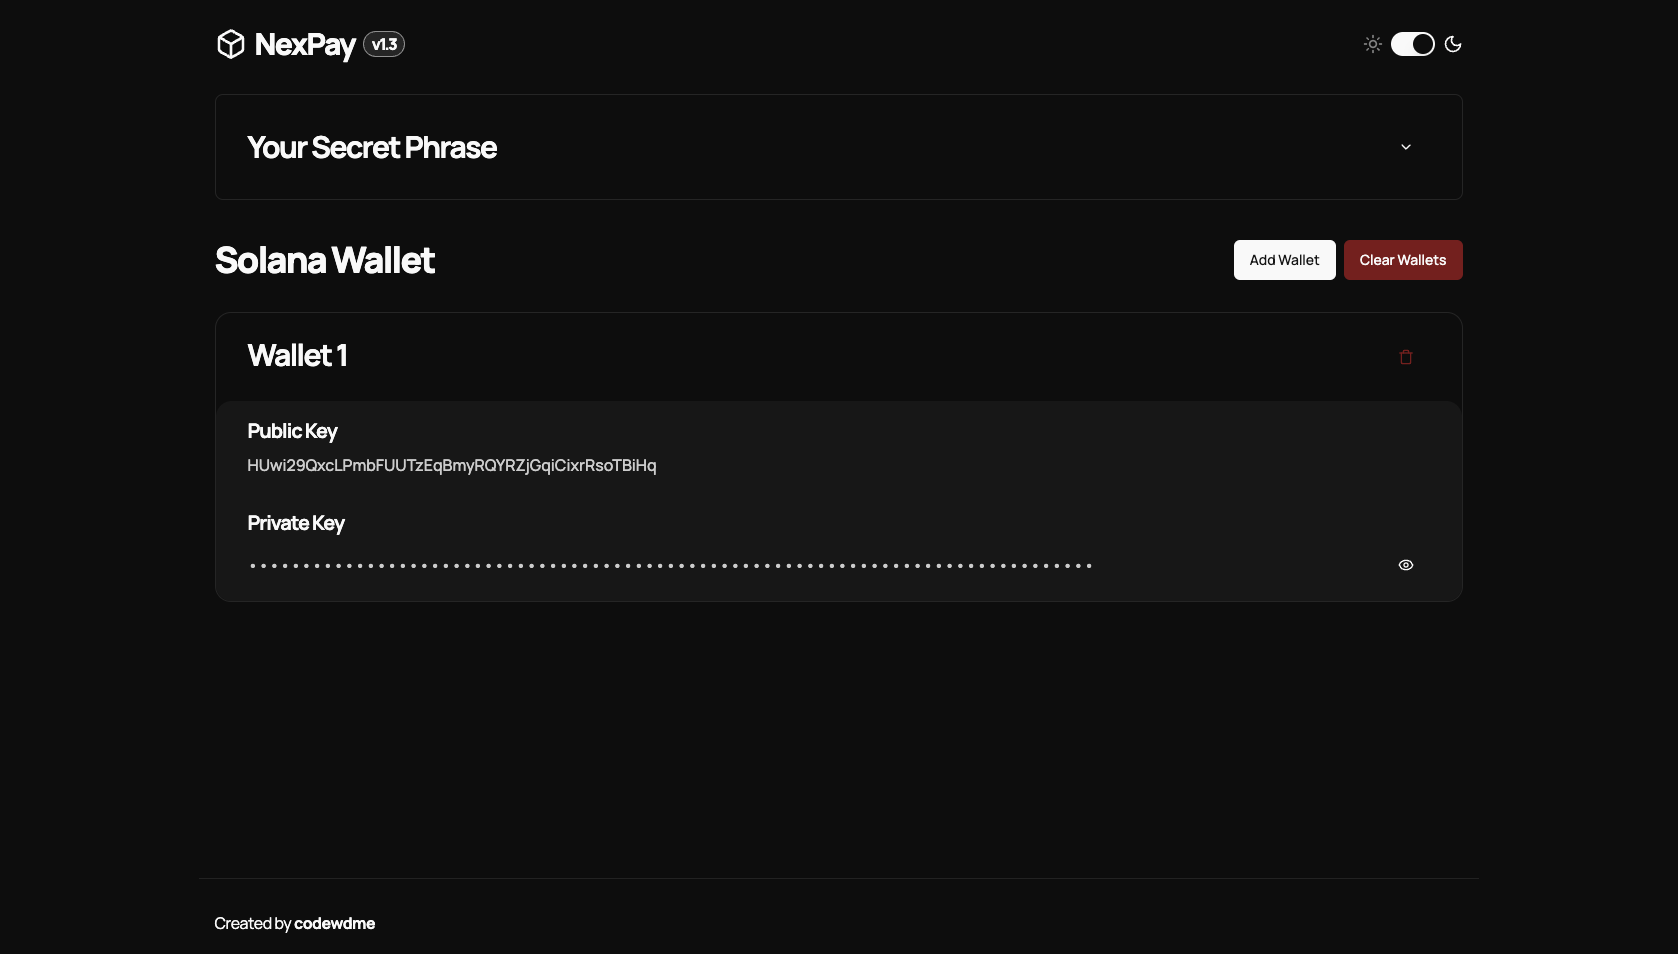 NexPay v1.3
Your Secret Phrase
Solana Wallet
Add Wallet
Clear Wallets
Wallet 1
Public Key
HUwi29QxcLPmbFUUTzEqBmyRQYRZjGqiCixrRsoTBiHq
Private Key
Created by codewdme